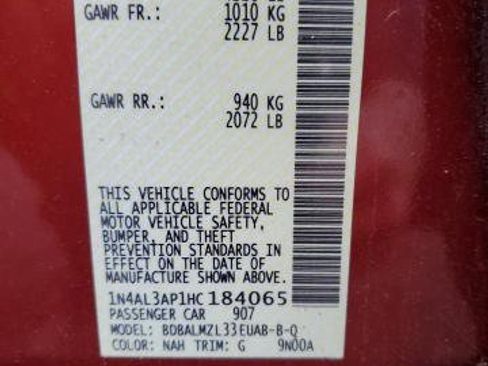 GAWR FR.: 1010 KG
2227 LB
GAWR RR.: 940 KG
2072 LB
THIS VEHICLE CONFORMS TO
ALL APPLICABLE FEDERAL
MOTOR VEHICLE SAFETY,
BUMPER, AND THEFT
PREVENTION STANDARDS IN
EFFECT ON THE DATE OF
MANUFACTURE SHOWN ABOVE.
1N4AL3AP1HC184065
PASSENGER CAR 907
MODEL: BDBALMZL33EUAB-B-Q
COLOR: NAH TRIM: G 9N00A